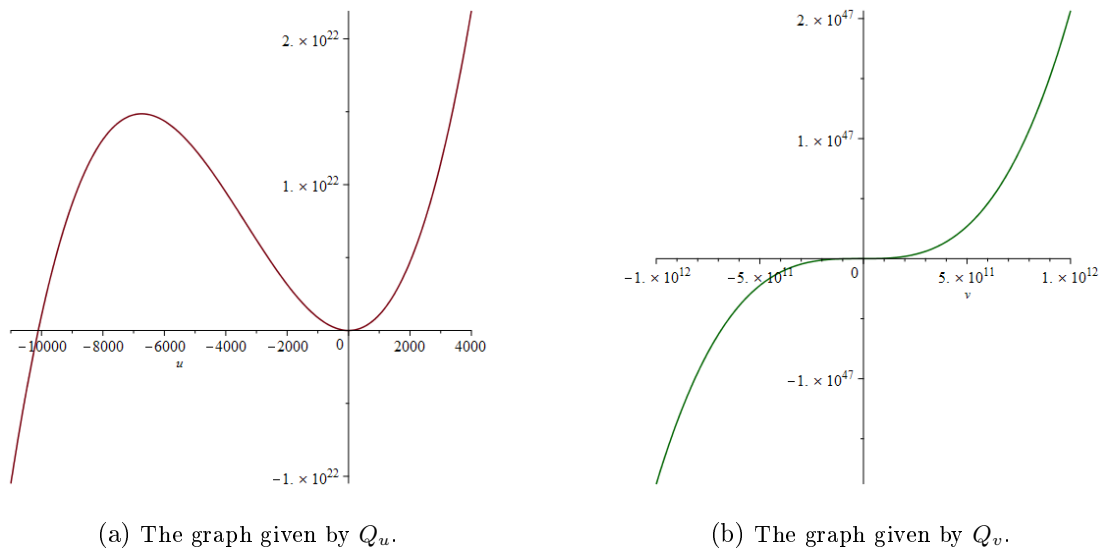 2. × 10^22
1. × 10^22
−10000 −8000 −6000 −4000 −2000 0 2000 4000
u
−1. × 10^22
(a) The graph given by Q_u.
2. × 10^47
1. × 10^47
−1. × 10^12 −5. × 10^11 0 5. × 10^11 1. × 10^12
v
−1. × 10^47
(b) The graph given by Q_v.